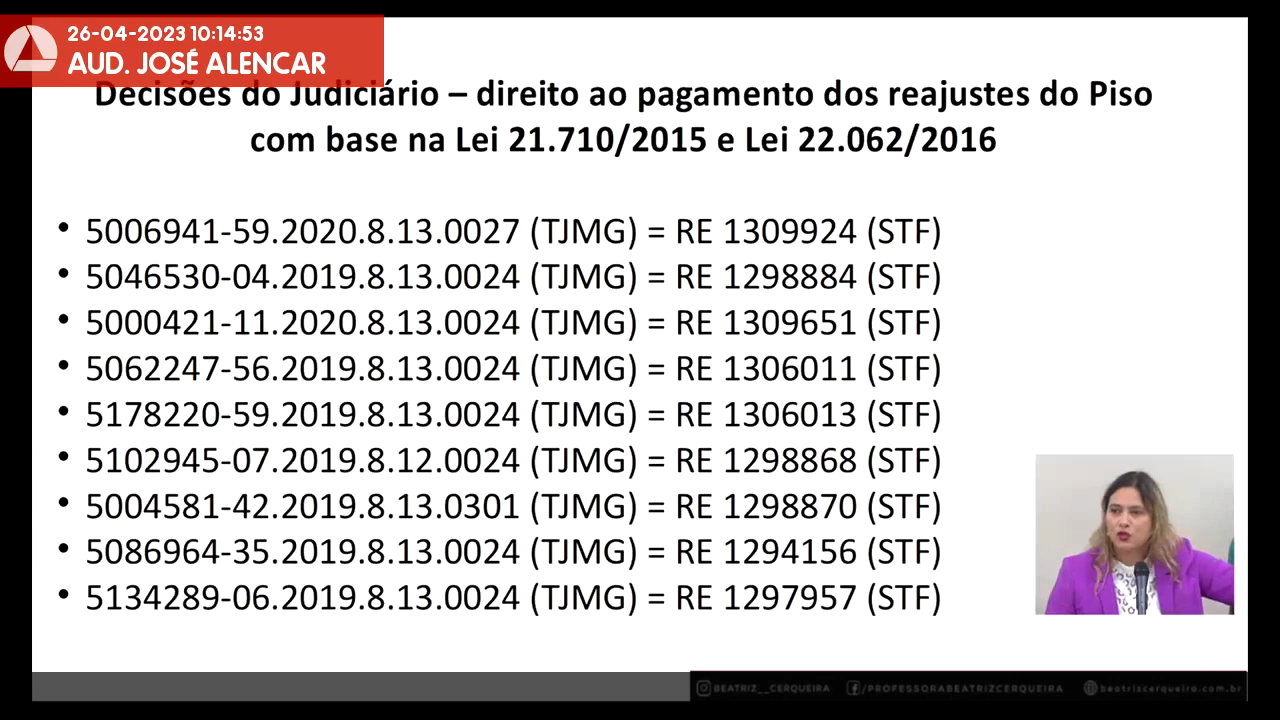 26-04-2023 10:14:53
AUD. JOSÉ ALENCAR
Decisões do Judiciário – direito ao pagamento dos reajustes do Piso
com base na Lei 21.710/2015 e Lei 22.062/2016
• 5006941-59.2020.8.13.0027 (TJMG) = RE 1309924 (STF)
• 5046530-04.2019.8.13.0024 (TJMG) = RE 1298884 (STF)
• 5000421-11.2020.8.13.0024 (TJMG) = RE 1309651 (STF)
• 5062247-56.2019.8.13.0024 (TJMG) = RE 1306011 (STF)
• 5178220-59.2019.8.13.0024 (TJMG) = RE 1306013 (STF)
• 5102945-07.2019.8.12.0024 (TJMG) = RE 1298868 (STF)
• 5004581-42.2019.8.13.0301 (TJMG) = RE 1298870 (STF)
• 5086964-35.2019.8.13.0024 (TJMG) = RE 1294156 (STF)
• 5134289-06.2019.8.13.0024 (TJMG) = RE 1297957 (STF)
BEATRIZ__CERQUEIRA /PROFESSORABEATRIZCERQUEIRA beatrizcerqueira.com.br